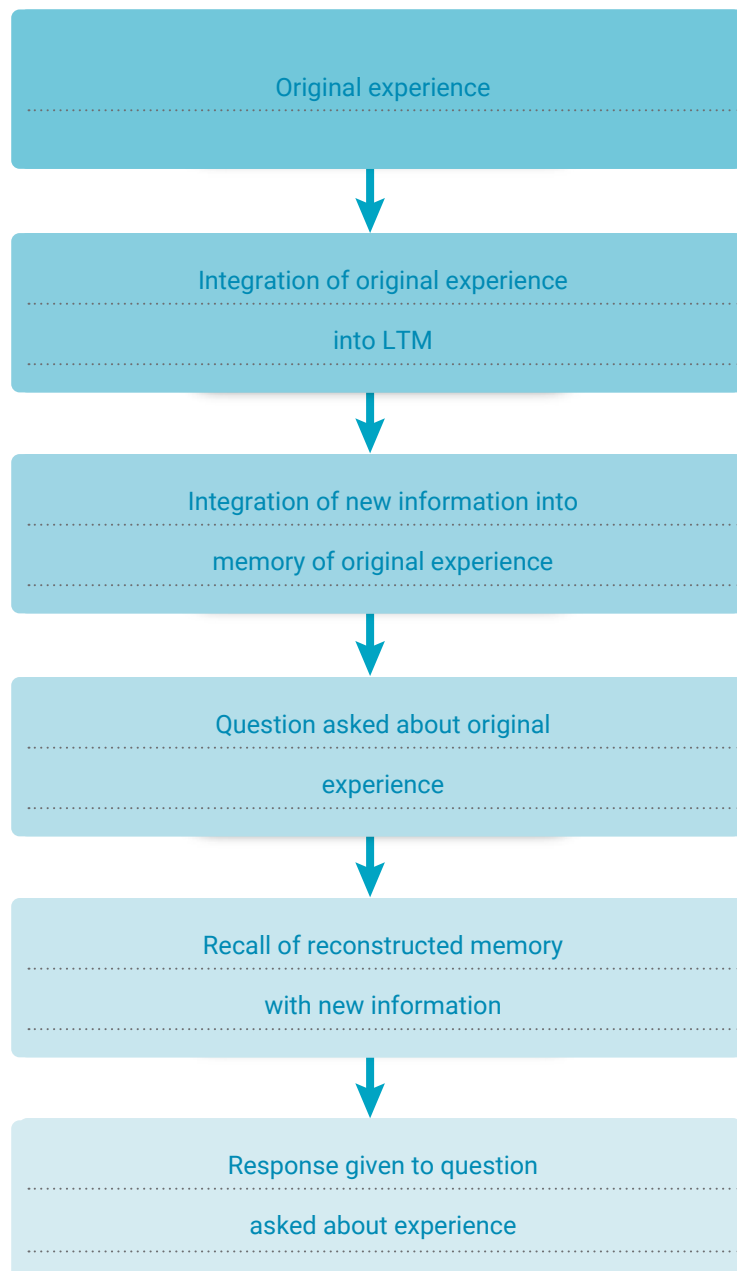 Original experience
Integration of original experience
into LTM
Integration of new information into
memory of original experience
Question asked about original
experience
Recall of reconstructed memory
with new information
Response given to question
asked about experience